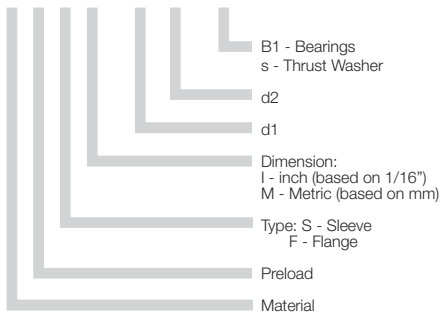 B1 - Bearings
s - Thrust Washer
d2
d1
Dimension:
I - inch (based on 1/16”)
M - Metric (based on mm)
Type: S - Sleeve
F - Flange
Preload
Material